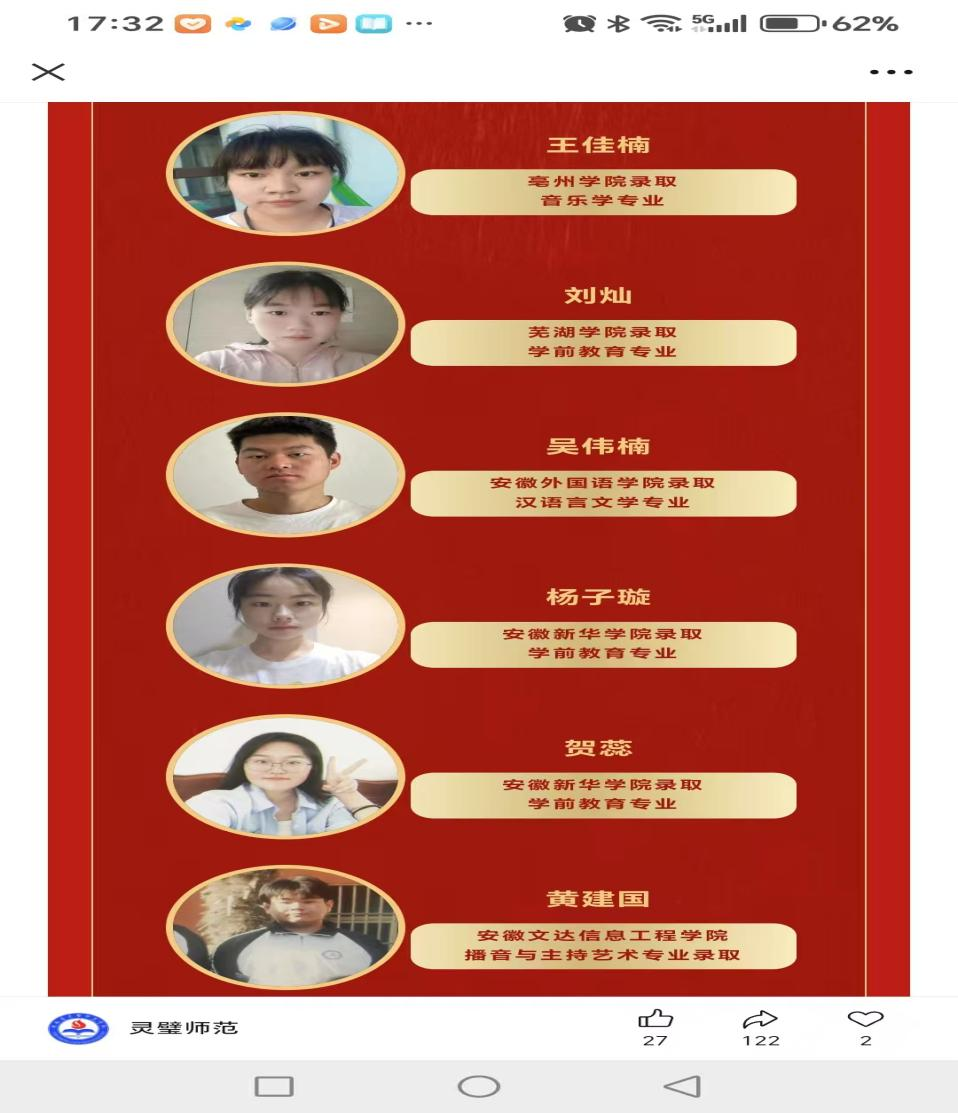 17:32
5G
62%
王佳楠
亳州学院录取
音乐学专业
刘灿
芜湖学院录取
学前教育专业
吴伟楠
安徽外国语学院录取
汉语言文学专业
杨子璇
安徽新华学院录取
学前教育专业
贺蕊
安徽新华学院录取
学前教育专业
黄建国
安徽文达信息工程学院
播音与主持艺术专业录取
灵璧师范
27
122
2